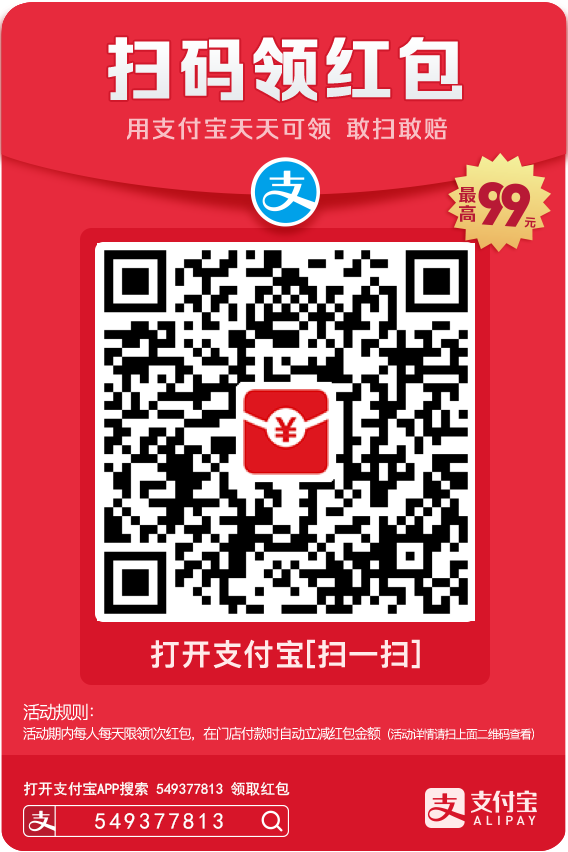 扫码领红包
用支付宝天天可领 敢扫敢赔
支
最高99元
¥
打开支付宝[扫一扫]
活动规则：
活动期内每人每天限领1次红包，在门店付款时自动立减红包金额（活动详情请扫上面二维码查看）
打开支付宝APP搜索 549377813 领取红包
支 549377813
支 支付宝
ALIPAY